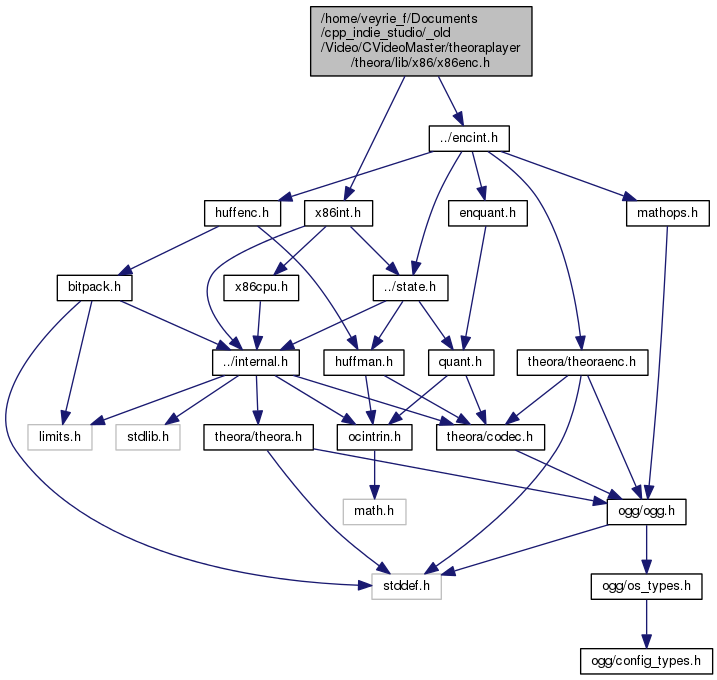 /home/veyrie_f/Documents
/cpp_indie_studio/_old
/Video/CVideoMaster/theoraplayer
/theora/lib/x86/x86enc.h
../encint.h
huffenc.h
x86int.h
enquant.h
mathops.h
bitpack.h
x86cpu.h
../state.h
../internal.h
huffman.h
quant.h
theora/theoraenc.h
limits.h
stdlib.h
theora/theora.h
ocintrin.h
theora/codec.h
math.h
ogg/ogg.h
stddef.h
ogg/os_types.h
ogg/config_types.h